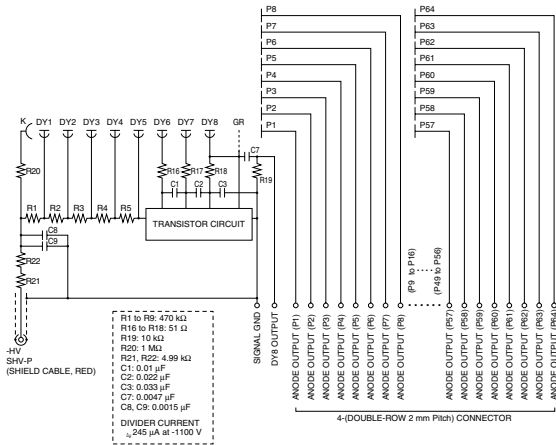 P8
P7
P6
P5
P4
P3
P2
P1
P64
P63
P62
P61
P60
P59
P58
P57
K DY1 DY2 DY3 DY4 DY5 DY6 DY7 DY8 GR
C7
R20
R16 R17 R18
R19
C1 C2 C3
R1 R2 R3 R4 R5
TRANSISTOR CIRCUIT
C8
C9
R22
R21
-HV
SHV-P
(SHIELD CABLE, RED)
R1 to R9: 470 kΩ
R16 to R18: 51 Ω
R19: 10 kΩ
R20: 1 MΩ
R21, R22: 4.99 kΩ
C1: 0.01 µF
C2: 0.022 µF
C3: 0.033 µF
C7: 0.0047 µF
C8, C9: 0.0015 µF
DIVIDER CURRENT
245 µA at -1100 V
SIGNAL GND
DY8 OUTPUT
ANODE OUTPUT (P1)
ANODE OUTPUT (P2)
ANODE OUTPUT (P3)
ANODE OUTPUT (P4)
ANODE OUTPUT (P5)
ANODE OUTPUT (P6)
ANODE OUTPUT (P7)
ANODE OUTPUT (P8)
(P9 to P16)
(P49 to P56)
ANODE OUTPUT (P57)
ANODE OUTPUT (P58)
ANODE OUTPUT (P59)
ANODE OUTPUT (P60)
ANODE OUTPUT (P61)
ANODE OUTPUT (P62)
ANODE OUTPUT (P63)
ANODE OUTPUT (P64)
4-(DOUBLE-ROW 2 mm Pitch) CONNECTOR